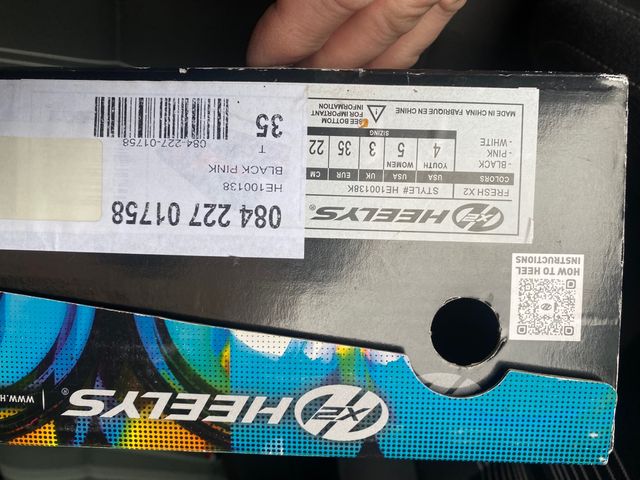 X2 HEELYS®
FRESH X2 STYLE# HE100138K
COLORS
- BLACK
- PINK
- WHITE
USA YOUTH USA WOMEN UK EUR CM
4 5 3 35 22
SIZING
SEE BOTTOM
FOR IMPORTANT
INFORMATION
MADE IN CHINA FABRIQUE EN CHINE
084 227 01758
HE100138
BLACK PINK
T
35
084-227-01758
HOW TO HEEL
INSTRUCTIONS
X2 HEELYS®
WWW.H